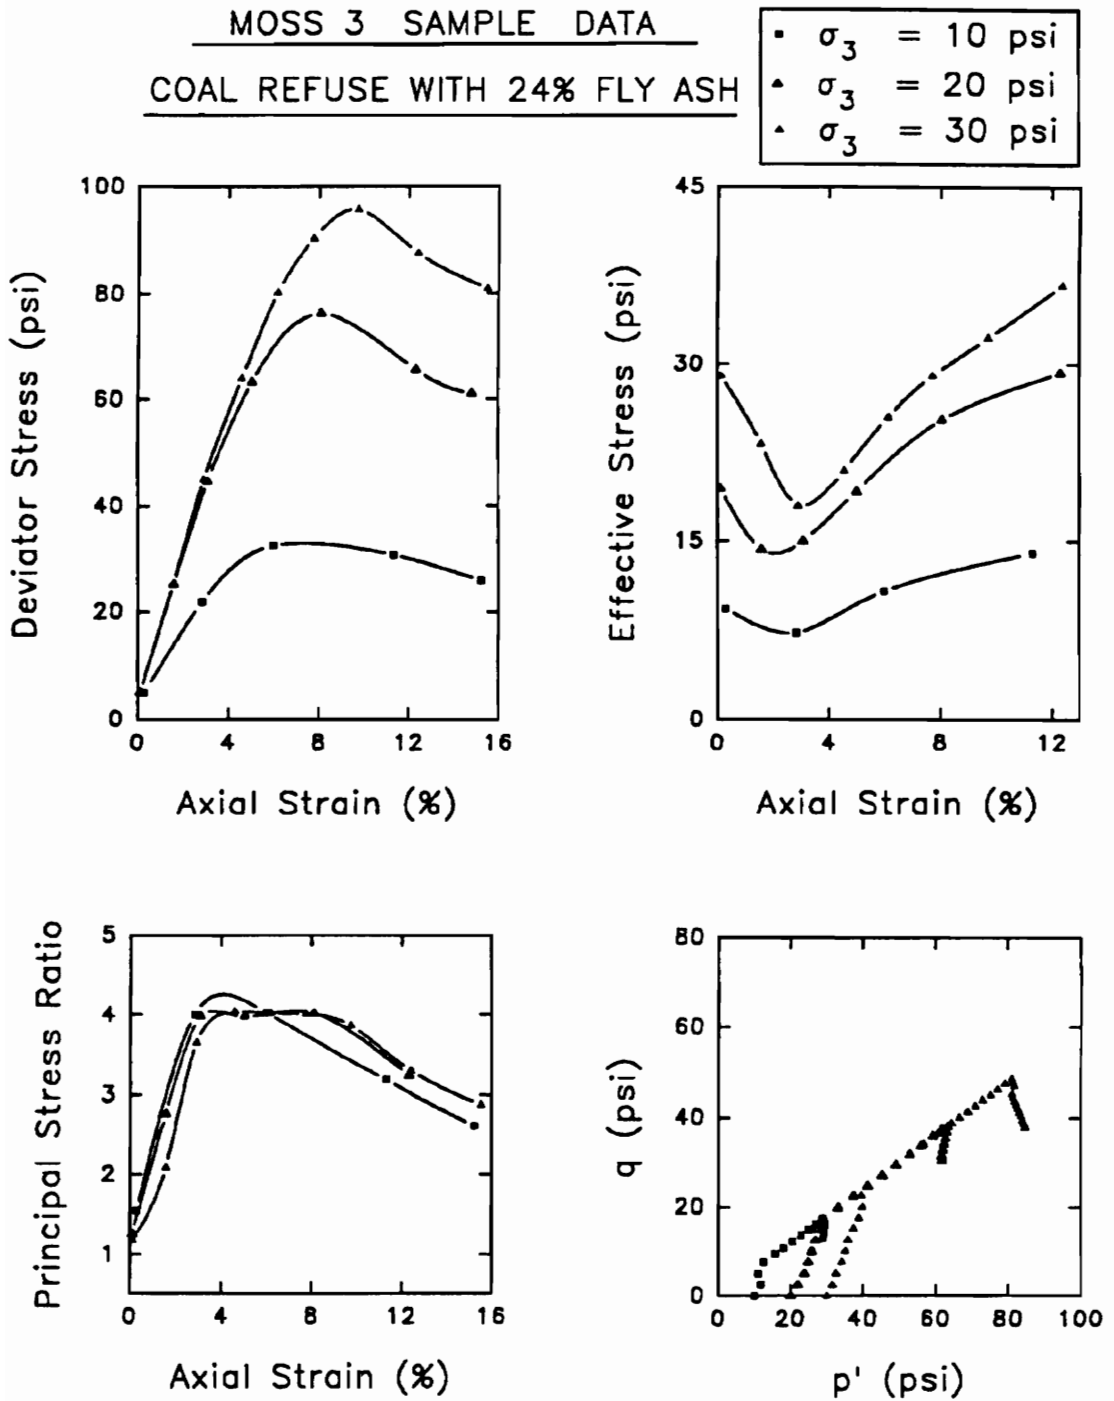 MOSS 3 SAMPLE DATA
COAL REFUSE WITH 24% FLY ASH
σ3 = 10 psi
σ3 = 20 psi
σ3 = 30 psi
100
80
60
40
20
0
0 4 8 12 16
Deviator Stress (psi)
Axial Strain (%)
45
30
15
0
0 4 8 12
Effective Stress (psi)
Axial Strain (%)
5
4
3
2
1
0 4 8 12 16
Principal Stress Ratio
Axial Strain (%)
80
60
40
20
0
0 20 40 60 80 100
q (psi)
p' (psi)